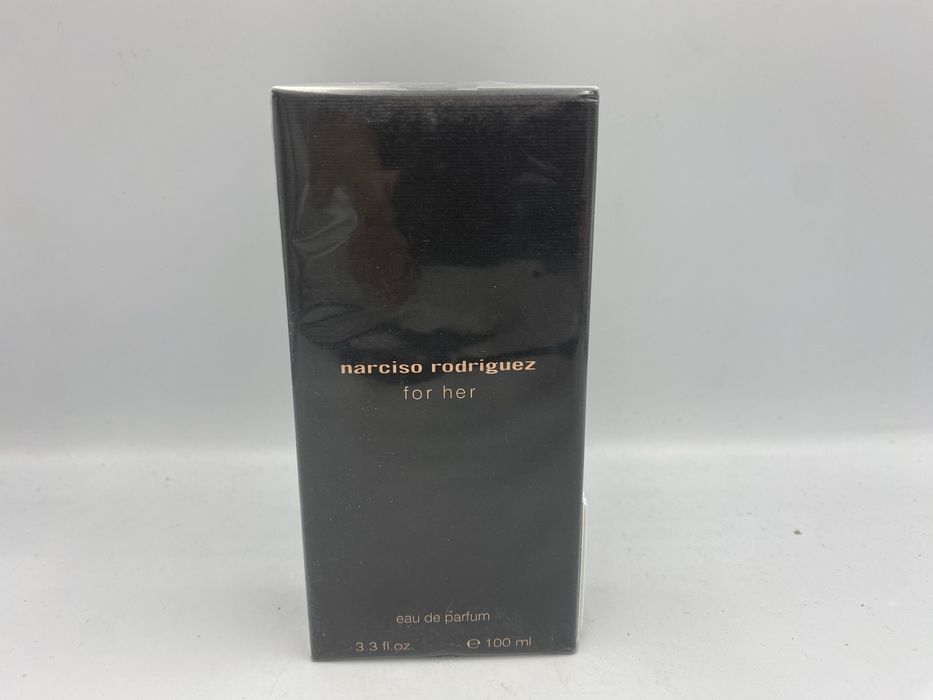 narciso rodriguez
for her
eau de parfum
3.3 fl.oz. ℮ 100 ml